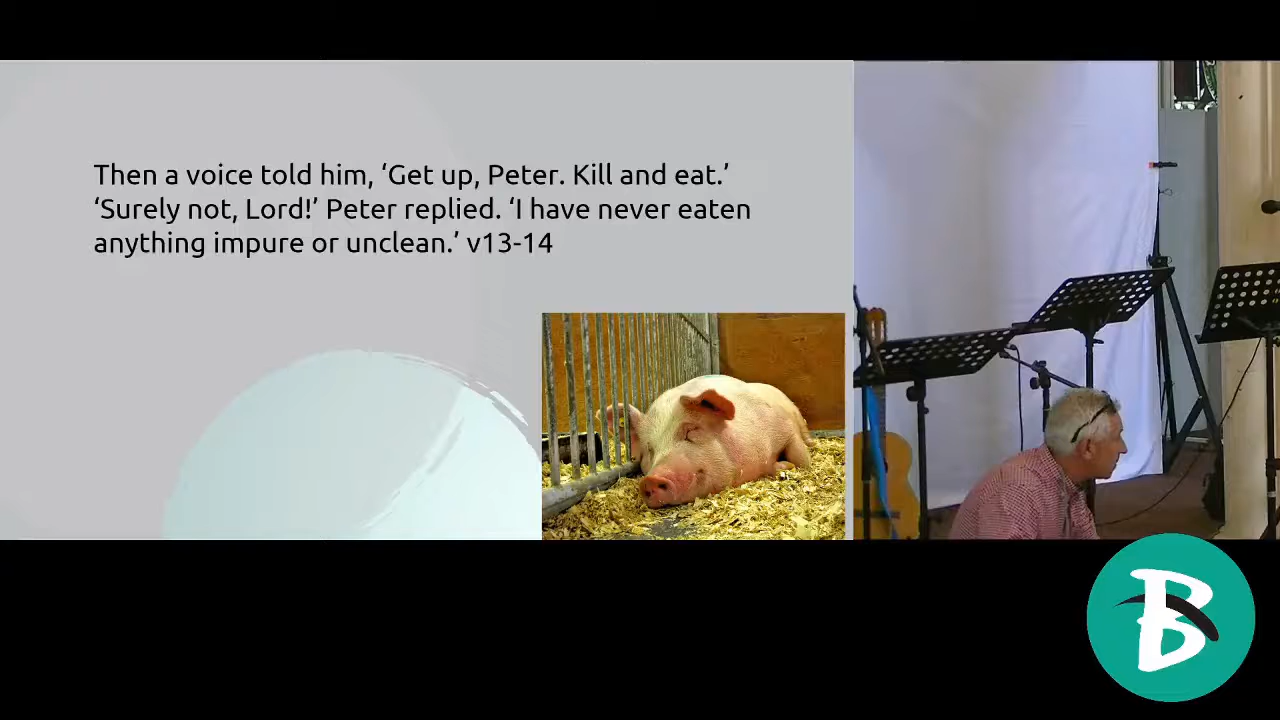 Then a voice told him, ‘Get up, Peter. Kill and eat.’
‘Surely not, Lord!’ Peter replied. ‘I have never eaten
anything impure or unclean.’ v13-14
B